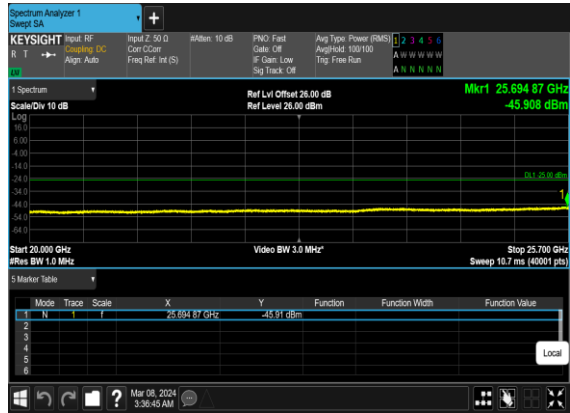 Spectrum Analyzer 1
Swept SA
+
KEYSIGHT Input: RF Input Z: 50 Ω #Atten: 10 dB PNO: Fast Avg Type: Power (RMS) 1 2 3 4 5 6
R T Coupling: DC Corr CCorr Gate: Off Avg|Hold: 100/100 A W W W W W
Align: Auto Freq Ref: Int (S) IF Gain: Low Trig: Free Run
Sig Track: Off A N N N N N
1 Spectrum Ref Lvl Offset 26.00 dB Mkr1 25.694 87 GHz
Scale/Div 10 dB Ref Level 26.00 dBm -45.908 dBm
Log
16.0
6.00
-4.00
-14.0
DL1 -25.00 dBm
-24.0
-34.0
1
-44.0
-54.0
-64.0
Start 20.000 GHz Video BW 3.0 MHz* Stop 25.700 GHz
#Res BW 1.0 MHz Sweep 10.7 ms (40001 pts)
5 Marker Table
Mode Trace Scale X Y Function Function Width Function Value
1 N 1 f 25.694 87 GHz -45.91 dBm
2
3
4
5
6
Local
? Mar 08, 2024
3:36:45 AM